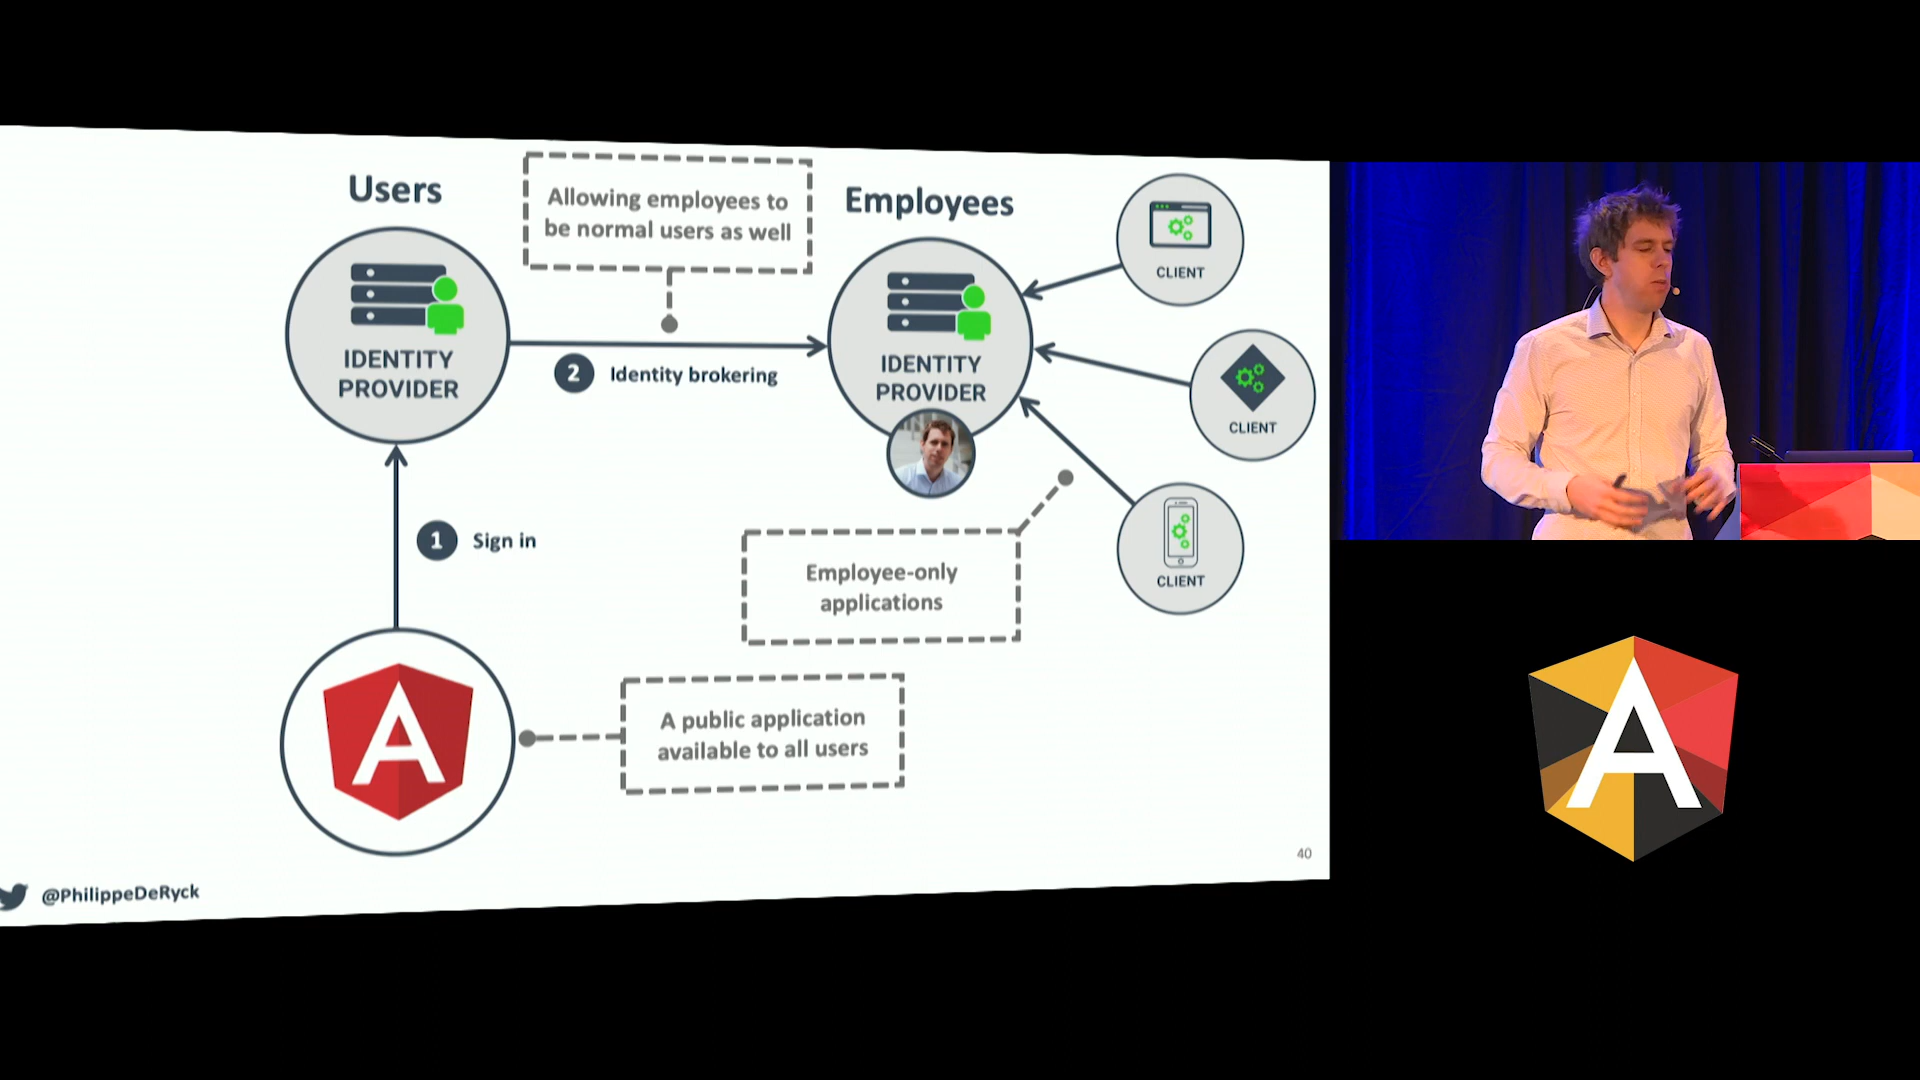 Users
Allowing employees to
be normal users as well
Employees
CLIENT
IDENTITY
PROVIDER
2 Identity brokering
IDENTITY
PROVIDER
CLIENT
1 Sign in
Employee-only
applications
CLIENT
A public application
available to all users
40
@PhilippeDeRyck